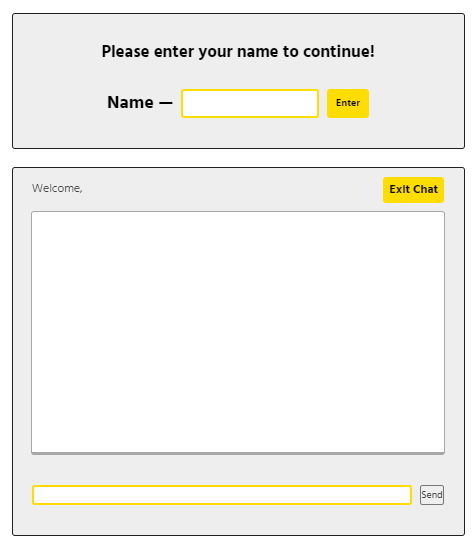 Please enter your name to continue!
Name — Enter
Welcome, Exit Chat
Send